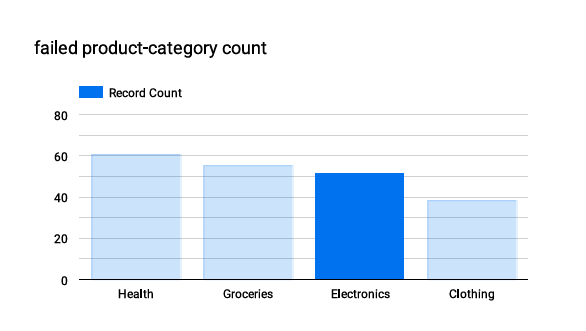 failed product-category count
Record Count
80
60
40
20
0
Health Groceries Electronics Clothing